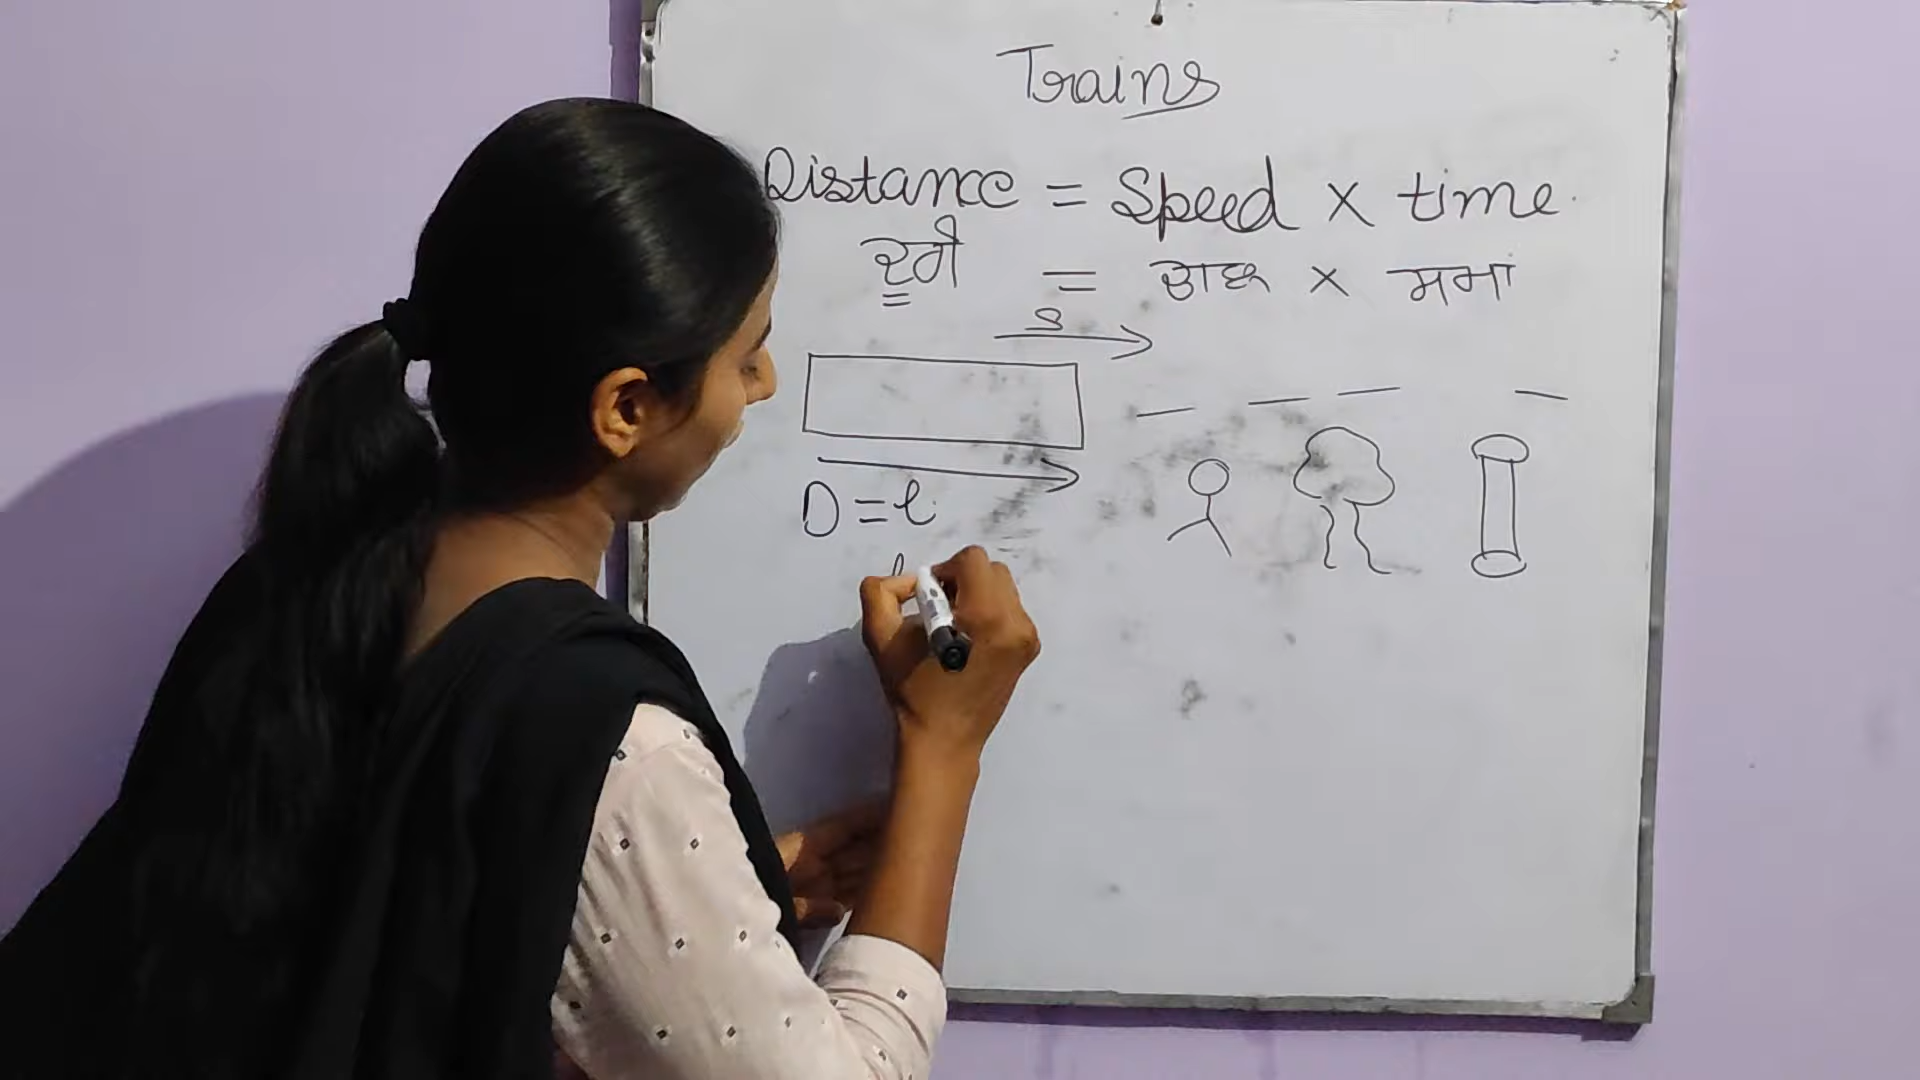 Trains
Distance = Speed × time
ਦੂਰੀ = ਚਾਲ × ਸਮਾਂ
S
D = l
l